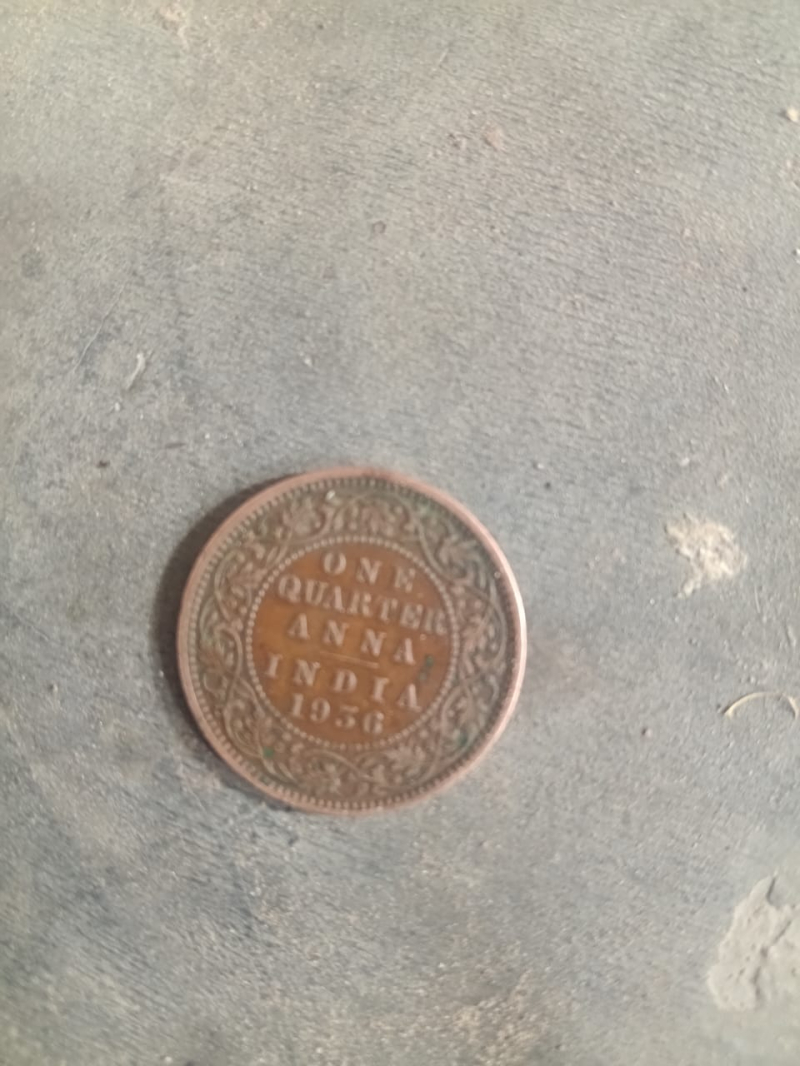 ONE
QUARTER
ANNA
INDIA
1936